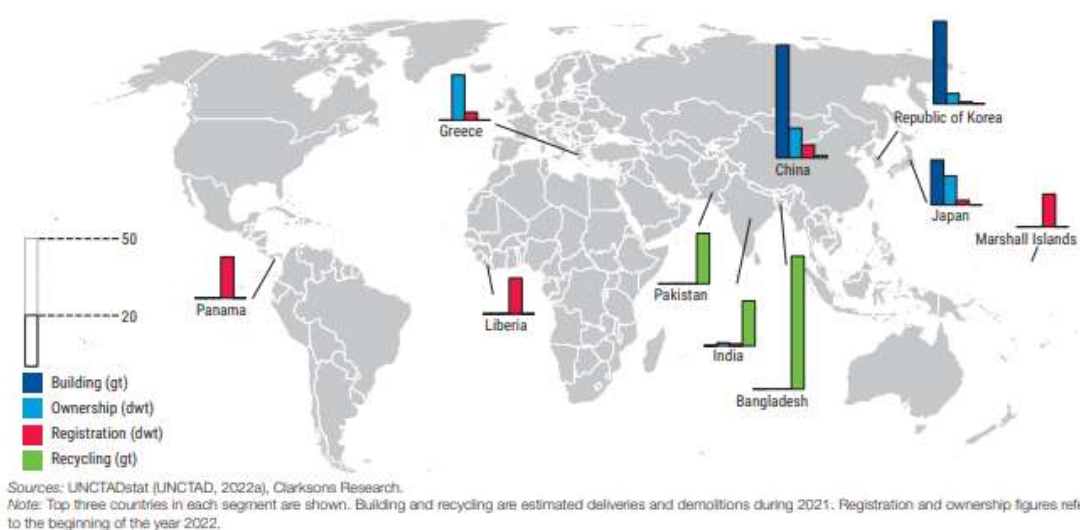 Greece
China
Republic of Korea
Japan
Marshall Islands
50
20
Panama
Liberia
Pakistan
India
Bangladesh
Building (gt)
Ownership (dwt)
Registration (dwt)
Recycling (gt)
Sources: UNCTADstat (UNCTAD, 2022a), Clarksons Research.
Note: Top three countries in each segment are shown. Building and recycling are estimated deliveries and demolitions during 2021. Registration and ownership figures refe
to the beginning of the year 2022.